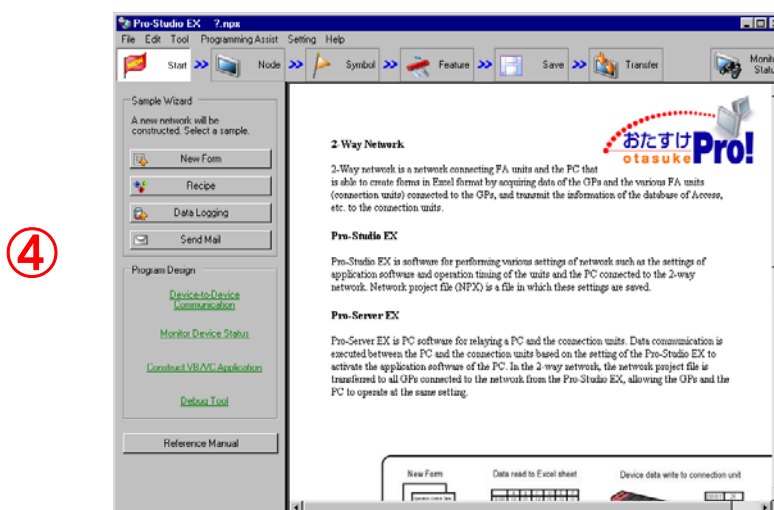 Pro-Studio EX ?.npx
File Edit Tool Programming Assist Setting Help
Start Node Symbol Feature Save Transfer
Sample Wizard
A new network will be
constructed. Select a sample.
New Form
Recipe
Data Logging
Send Mail
Program Design
Device-to-Device
Communication
Monitor Device Status
Construct VB/VC Application
Debug Tool
Reference Manual
④
おたすけPro!
otasuke
2-Way Network
2-Way network is a network connecting FA units and the PC that
is able to create forms in Excel format by acquiring data of the GPs and the various FA units
(connection units) connected to the GPs, and transmit the information of the database of Access,
etc. to the connection units.
Pro-Studio EX
Pro-Studio EX is software for performing various settings of network such as the settings of
application software and operation timing of the units and the PC connected to the 2-way
network. Network project file (NPX) is a file in which these settings are saved.
Pro-Server EX
Pro-Server EX is PC software for relaying a PC and the connection units. Data communication is
executed between the PC and the connection units based on the setting of the Pro-Studio EX to
activate the application software of the PC. In the 2-way network, the network project file is
transferred to all GPs connected to the network from the Pro-Studio EX, allowing the GPs and the
PC to operate at the same setting.
New Form Data read to Excel sheet Device data write to connection unit